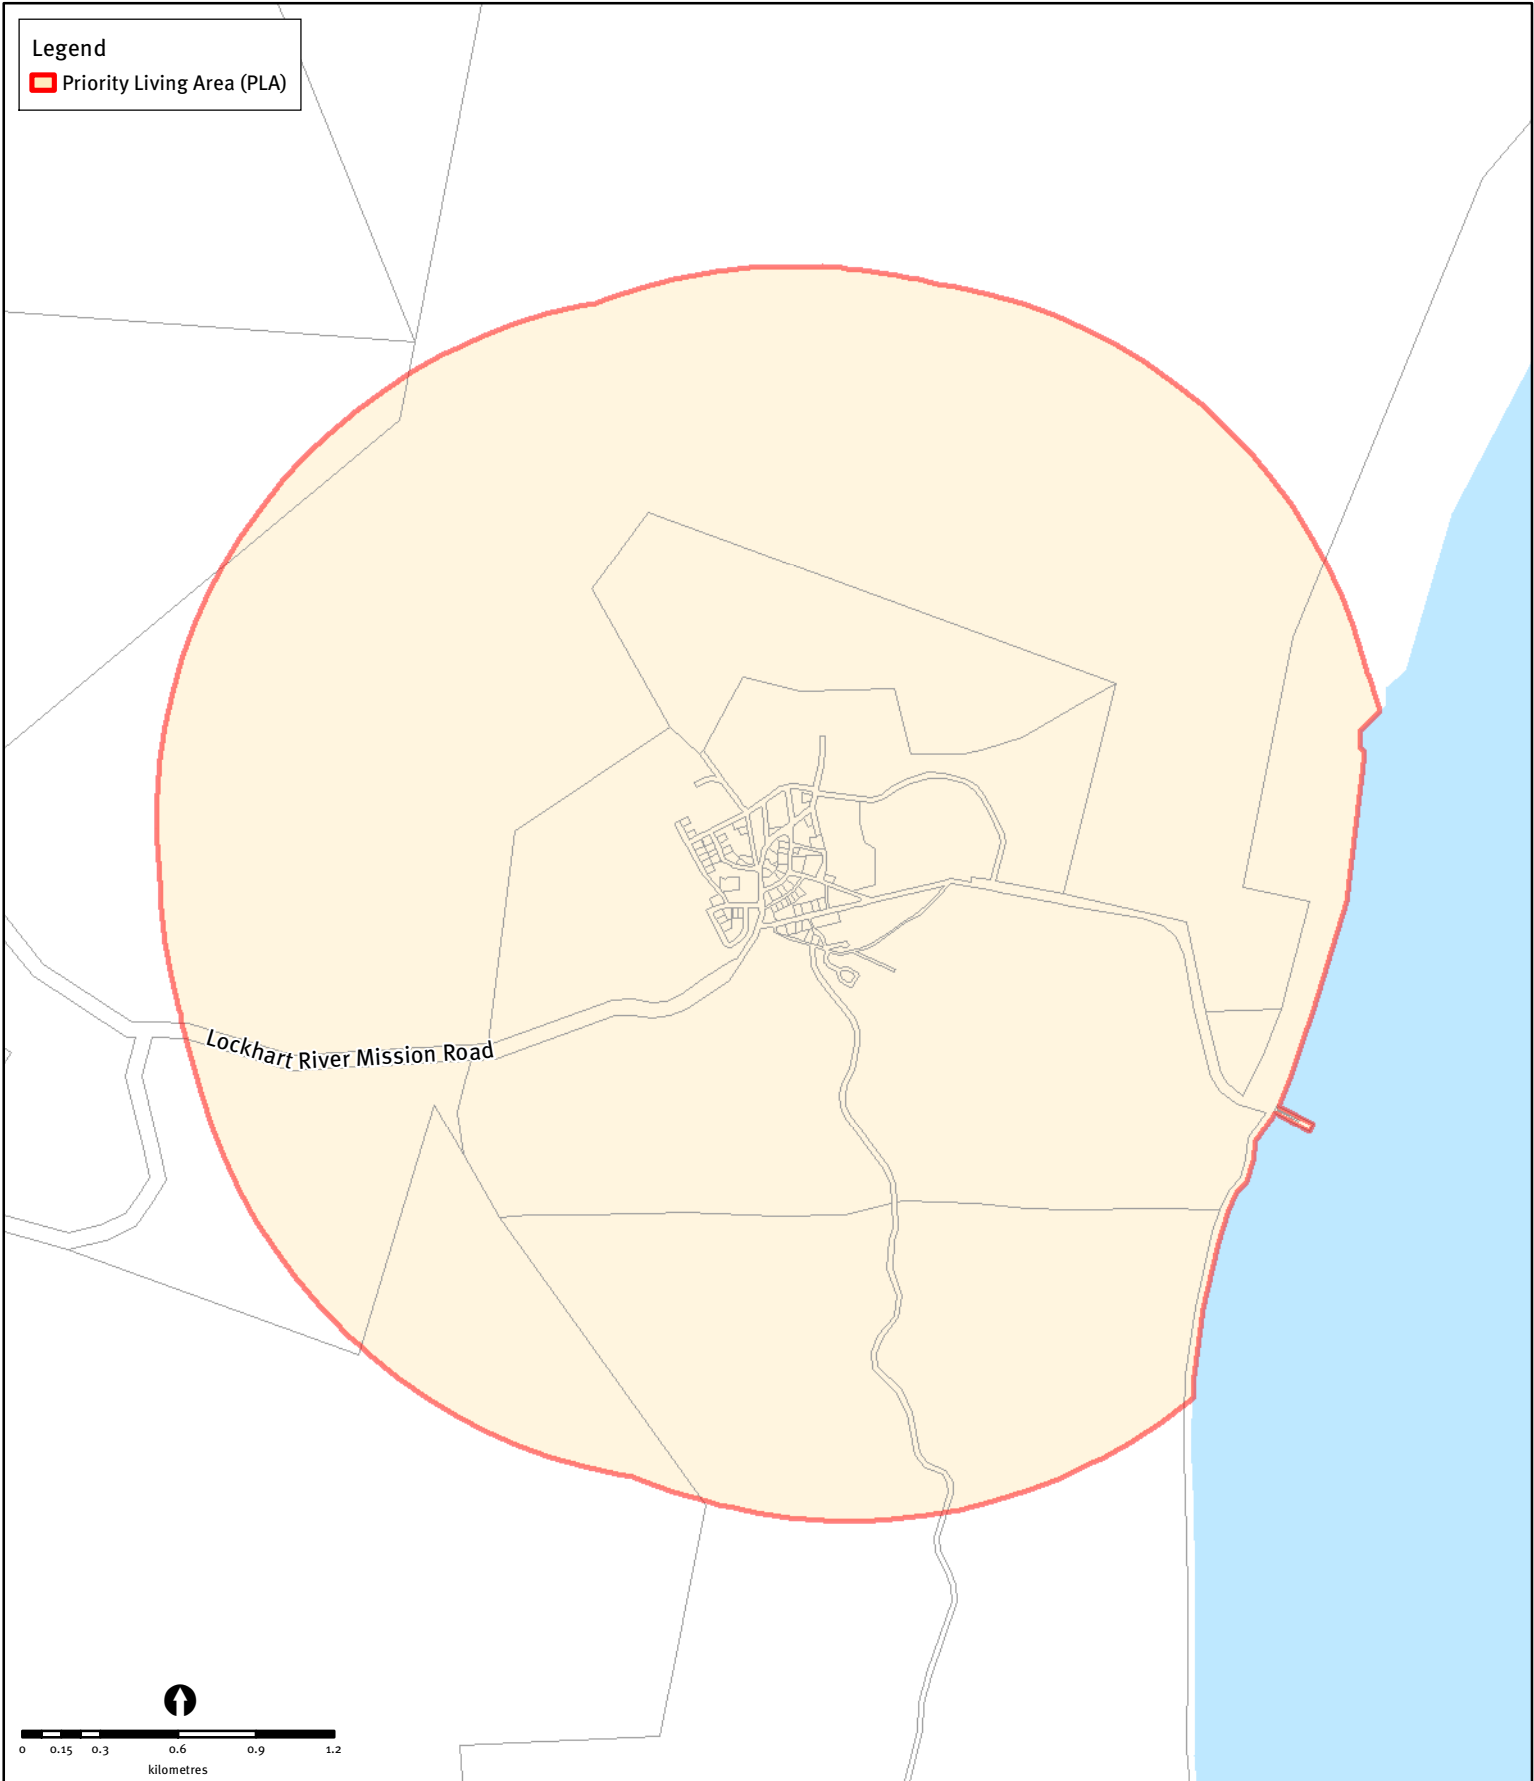 Legend
Priority Living Area (PLA)
Lockhart River Mission Road
0 0.15 0.3 0.6 0.9 1.2
kilometres